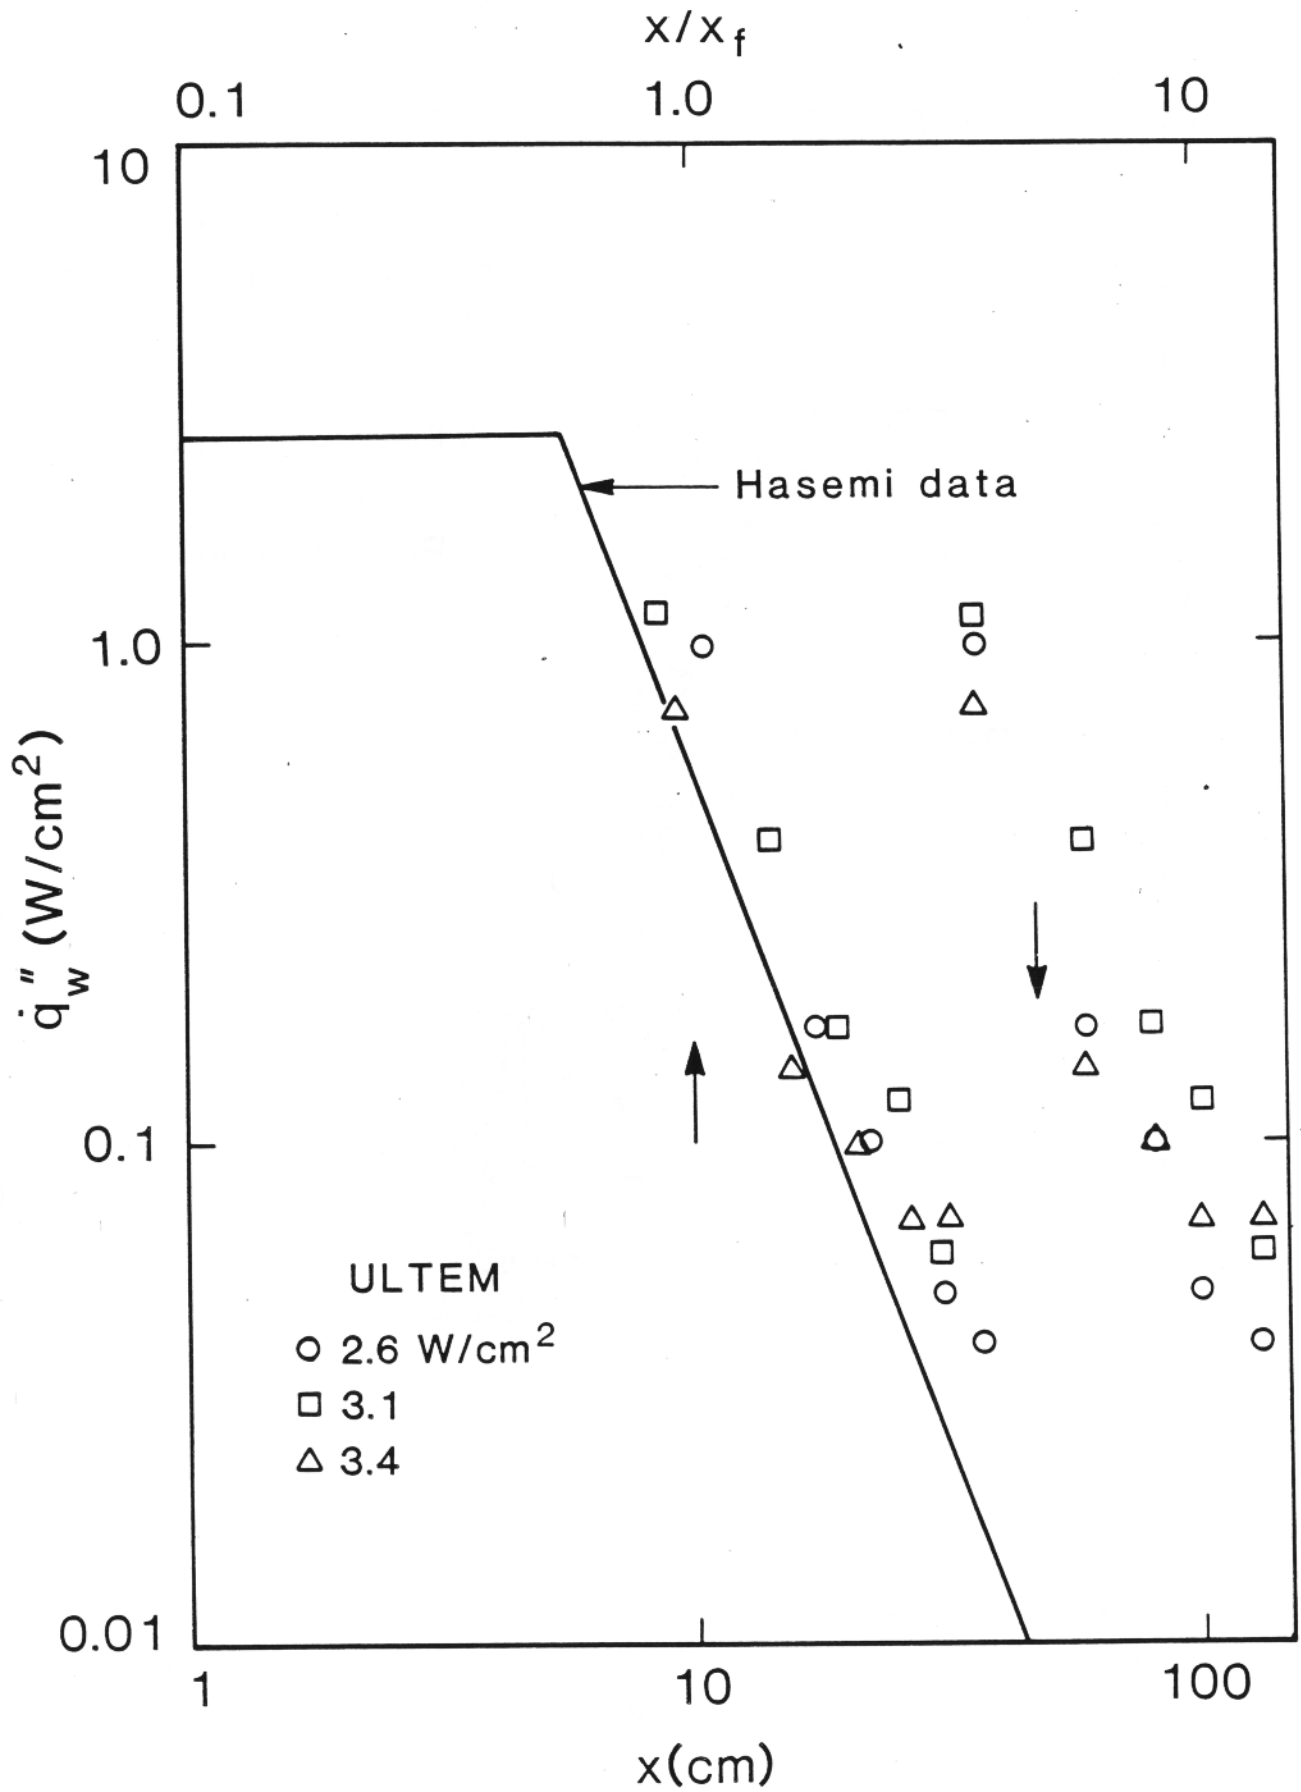 x/x_f
0.1 1.0 10
10
Hasemi data
1.0
q̇_w'' (W/cm²)
0.1
ULTEM
2.6 W/cm²
3.1
3.4
0.01
1 10 100
x(cm)